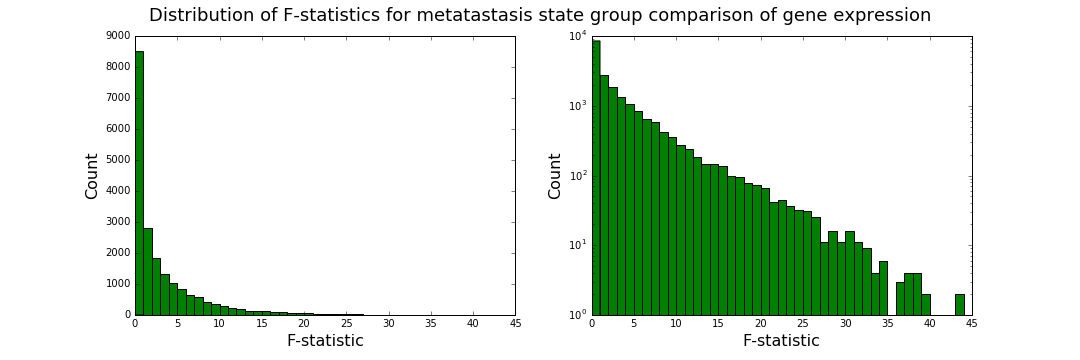 Distribution of F-statistics for metatastasis state group comparison of gene expression
9000
8000
7000
6000
5000
4000
3000
2000
1000
0
Count
0 5 10 15 20 25 30 35 40 45
F-statistic
10^4
10^3
10^2
10^1
10^0
Count
0 5 10 15 20 25 30 35 40 45
F-statistic